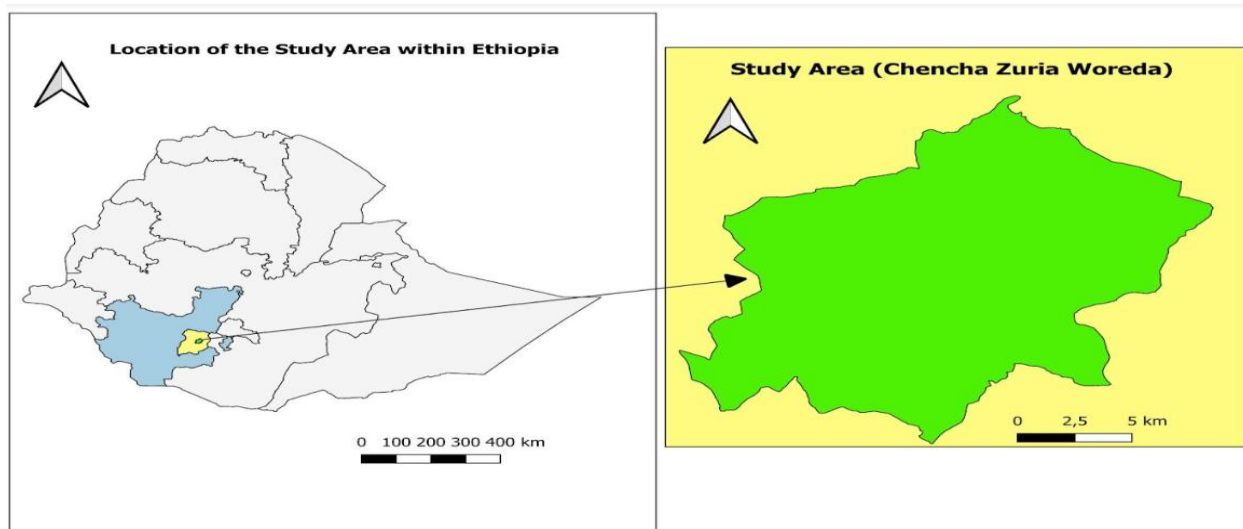 Location of the Study Area within Ethiopia
0 100 200 300 400 km
Study Area (Chencha Zuria Woreda)
0 2,5 5 km